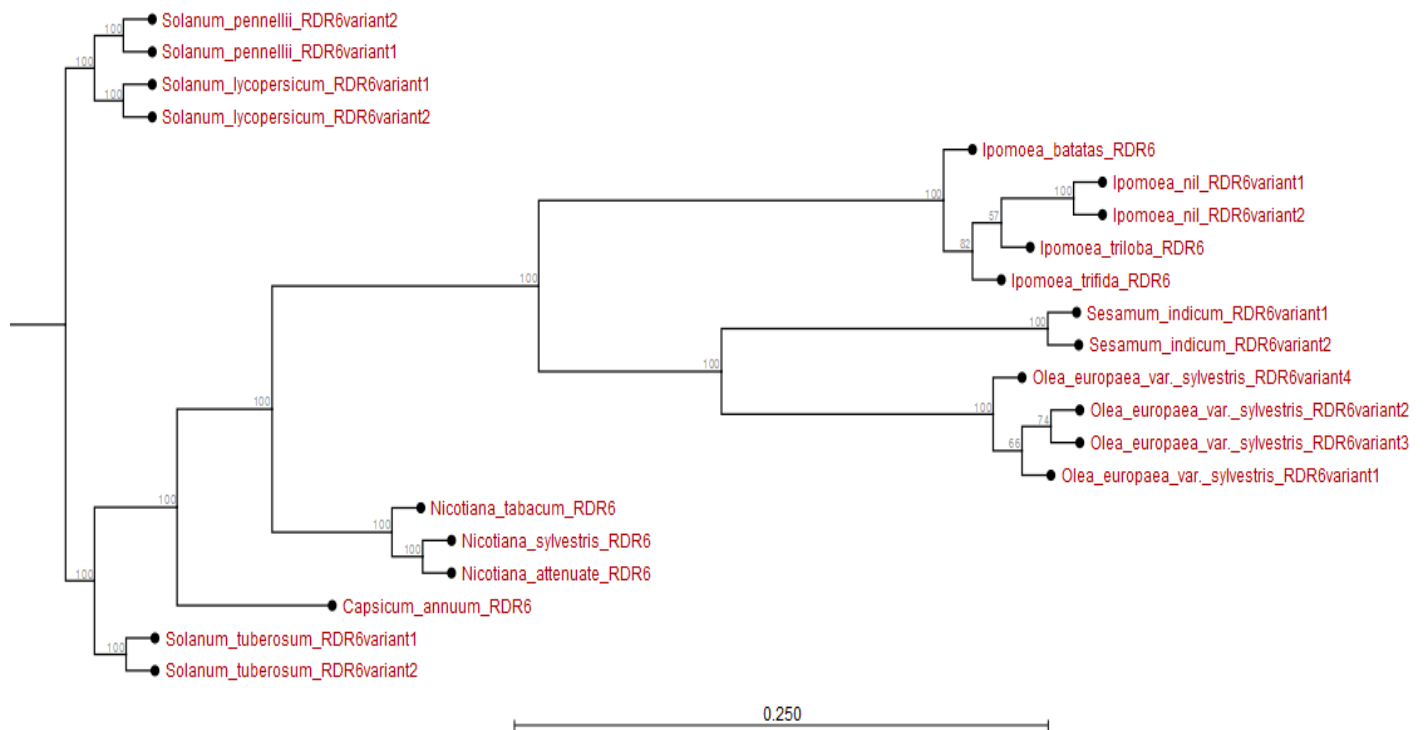 Solanum_pennellii_RDR6variant2
100
Solanum_pennellii_RDR6variant1
100
Solanum_lycopersicum_RDR6variant1
100
Solanum_lycopersicum_RDR6variant2
Ipomoea_batatas_RDR6
Ipomoea_nil_RDR6variant1
100
100
Ipomoea_nil_RDR6variant2
57
Ipomoea_triloba_RDR6
82
Ipomoea_trifida_RDR6
100
Sesamum_indicum_RDR6variant1
100
Sesamum_indicum_RDR6variant2
100
Olea_europaea_var._sylvestris_RDR6variant4
100
Olea_europaea_var._sylvestris_RDR6variant2
74
Olea_europaea_var._sylvestris_RDR6variant3
66
Olea_europaea_var._sylvestris_RDR6variant1
100
100
Nicotiana_tabacum_RDR6
100
Nicotiana_sylvestris_RDR6
100
Nicotiana_attenuate_RDR6
100
Capsicum_annuum_RDR6
Solanum_tuberosum_RDR6variant1
100
Solanum_tuberosum_RDR6variant2
0.250